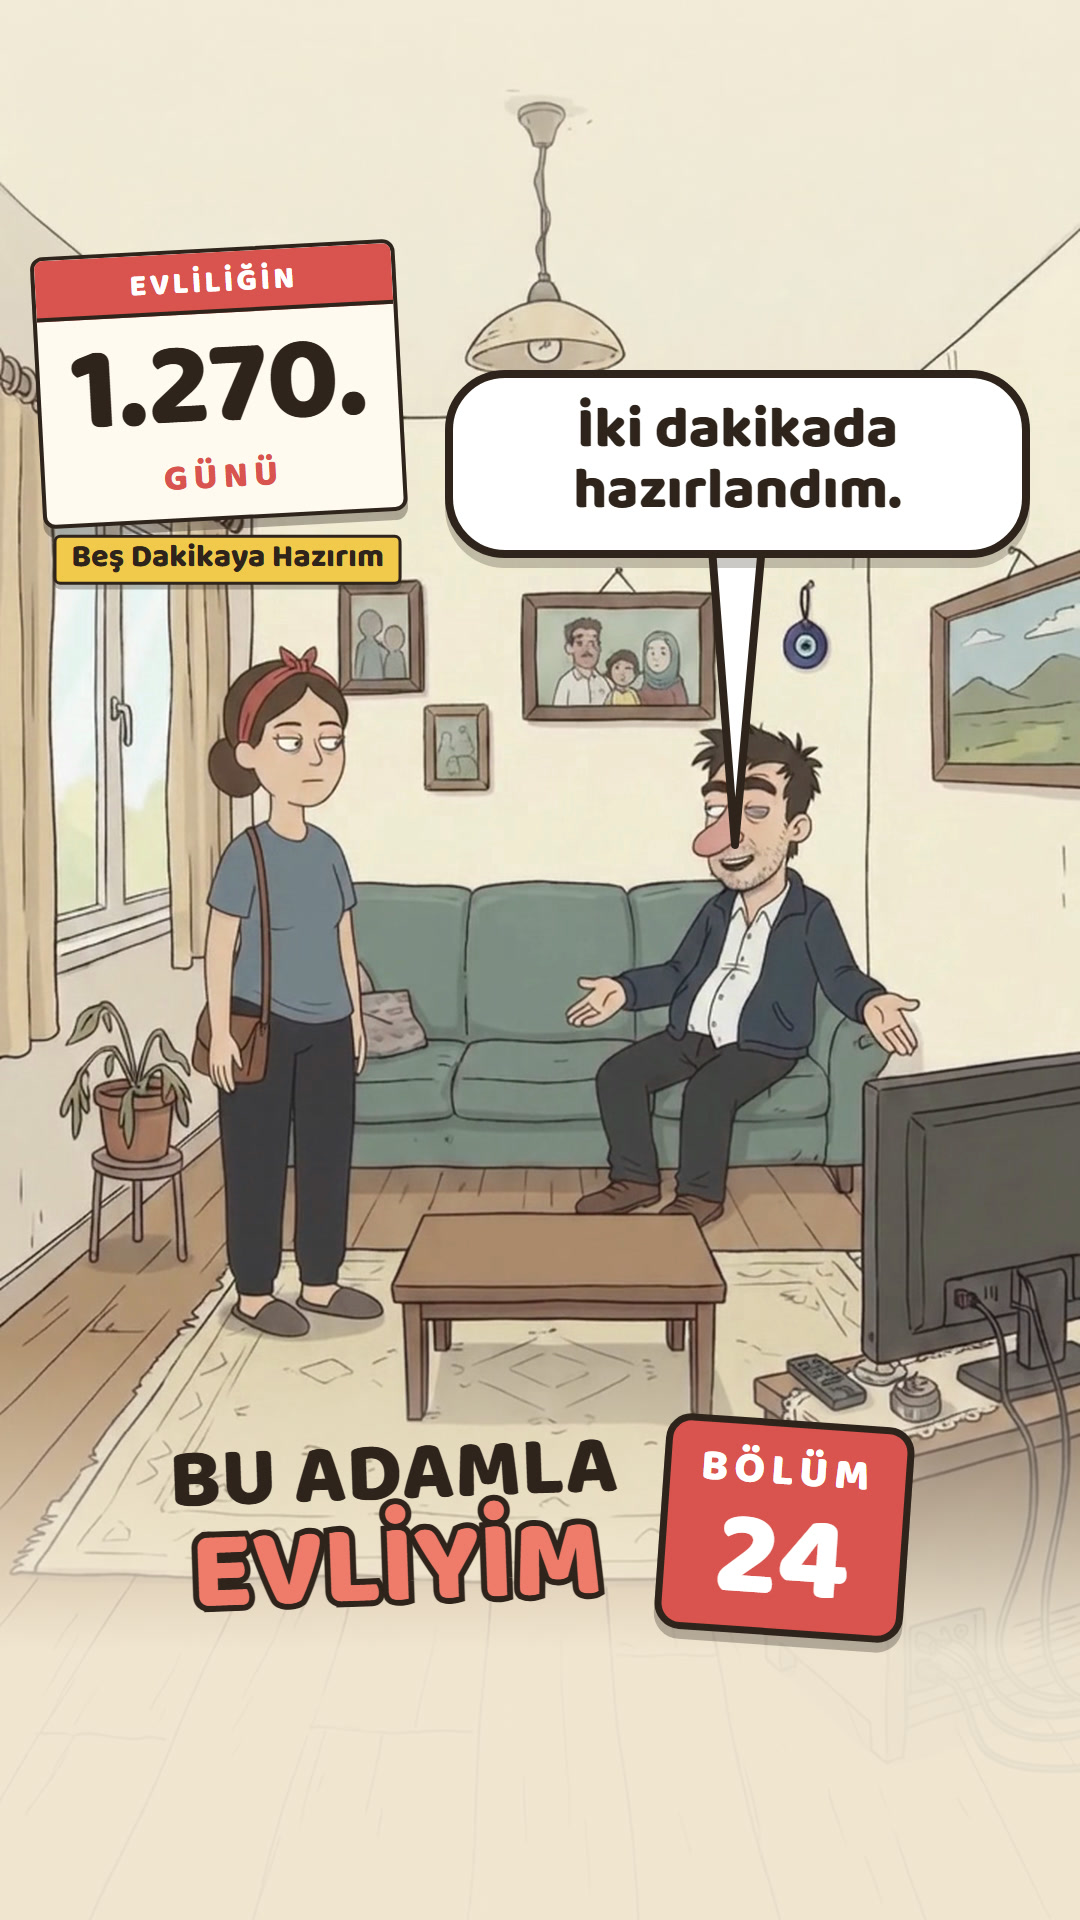 EVLİLİĞİN
1.270.
GÜNÜ
Beş Dakikaya Hazırım
İki dakikada
hazırlandım.
BU ADAMLA
EVLİYİM
BÖLÜM
24